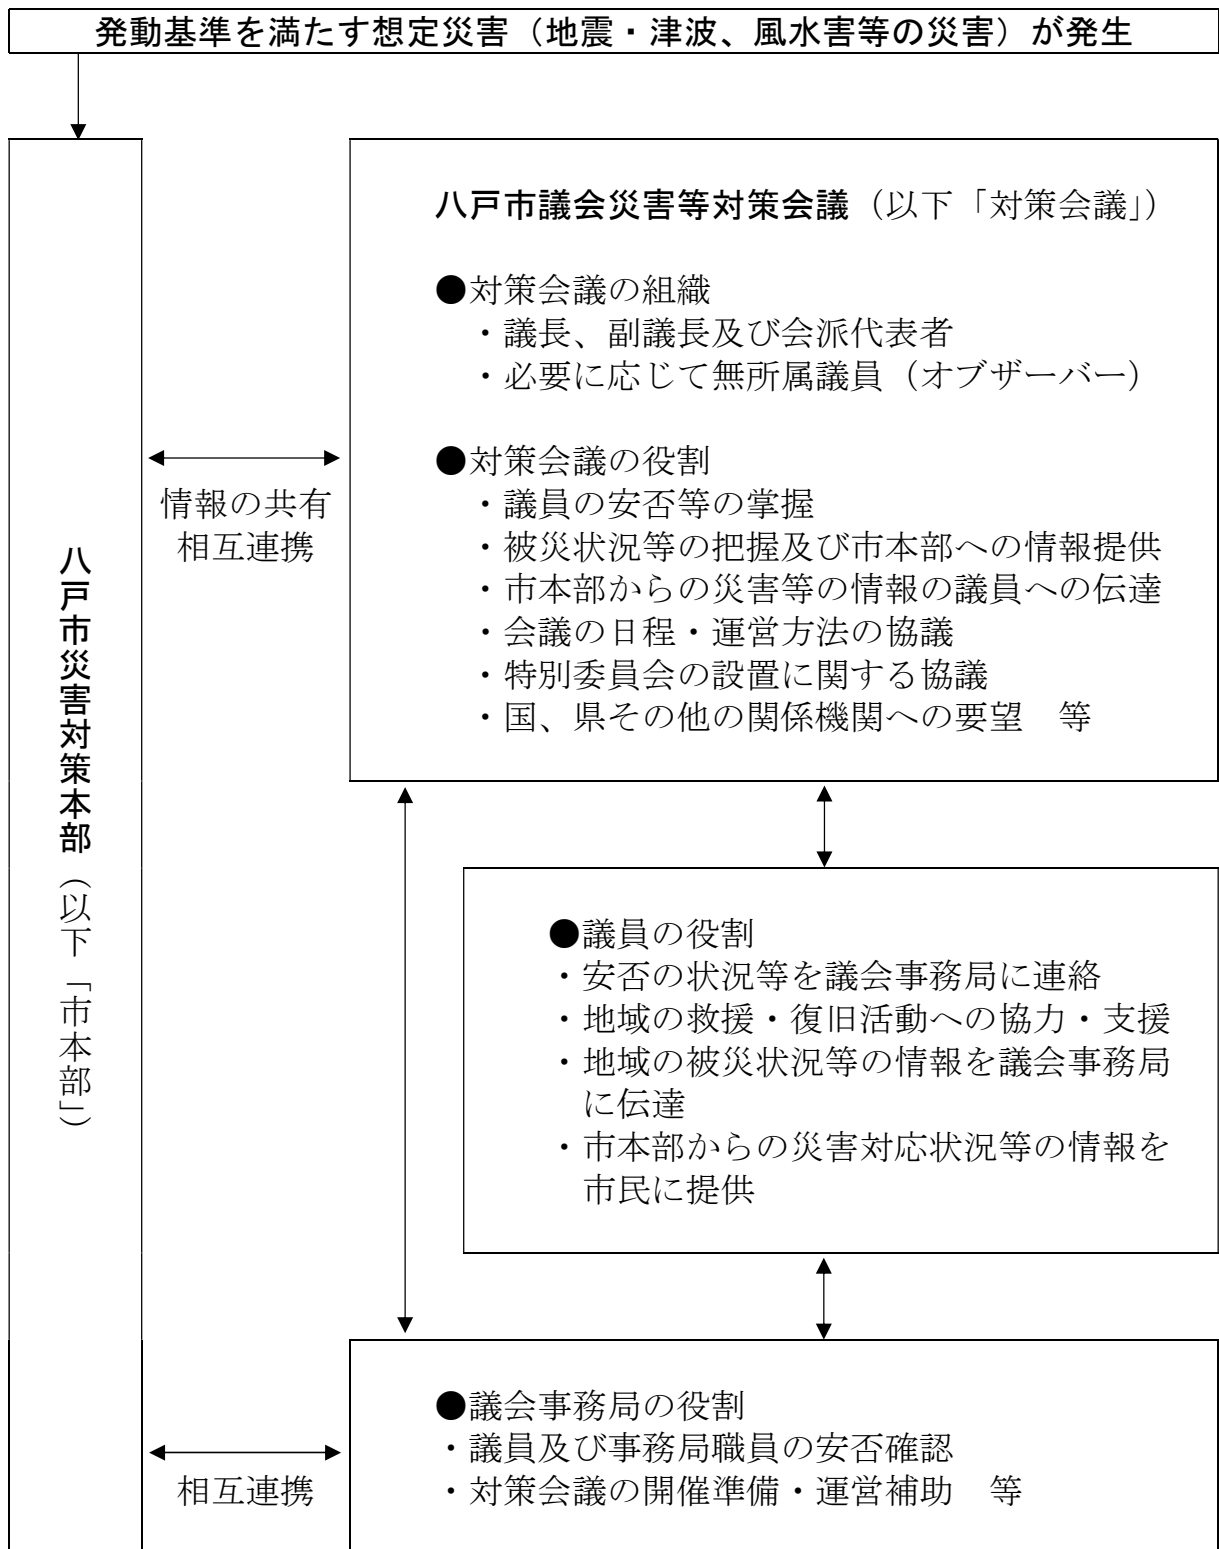 発動基準を満たす想定災害（地震・津波、風水害等の災害）が発生
八戸市災害対策本部（以下「市本部」）
情報の共有
相互連携
八戸市議会災害等対策会議（以下「対策会議」）
●対策会議の組織
・議長、副議長及び会派代表者
・必要に応じて無所属議員（オブザーバー）
●対策会議の役割
・議員の安否等の掌握
・被災状況等の把握及び市本部への情報提供
・市本部からの災害等の情報の議員への伝達
・会議の日程・運営方法の協議
・特別委員会の設置に関する協議
・国、県その他の関係機関への要望　等
●議員の役割
・安否の状況等を議会事務局に連絡
・地域の救援・復旧活動への協力・支援
・地域の被災状況等の情報を議会事務局
に伝達
・市本部からの災害対応状況等の情報を
市民に提供
相互連携
●議会事務局の役割
・議員及び事務局職員の安否確認
・対策会議の開催準備・運営補助　等